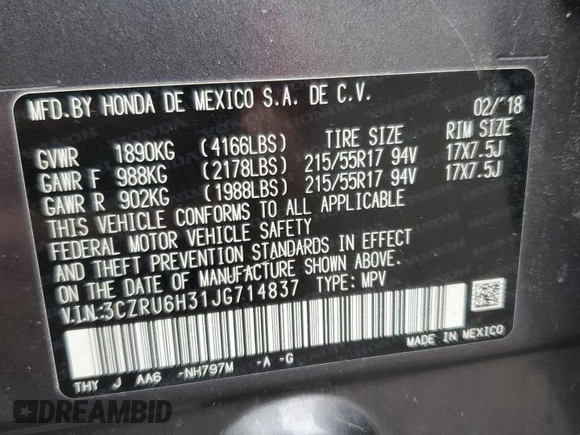 MFD.BY HONDA DE MEXICO S.A. DE C.V. 02/'18
TIRE SIZE RIM SIZE
GVWR 1890KG (4166LBS)
GAWR F 988KG (2178LBS) 215/55R17 94V 17X7.5J
GAWR R 902KG (1988LBS) 215/55R17 94V 17X7.5J
THIS VEHICLE CONFORMS TO ALL APPLICABLE
FEDERAL MOTOR VEHICLE SAFETY
AND THEFT PREVENTION STANDARDS IN EFFECT
ON THE DATE OF MANUFACTURE SHOWN ABOVE.
V.I.N:3CZRU6H31JG714837 TYPE: MPV
MADE IN MEXICO
THY J AA6 -NH797M -A -G
DREAMBID